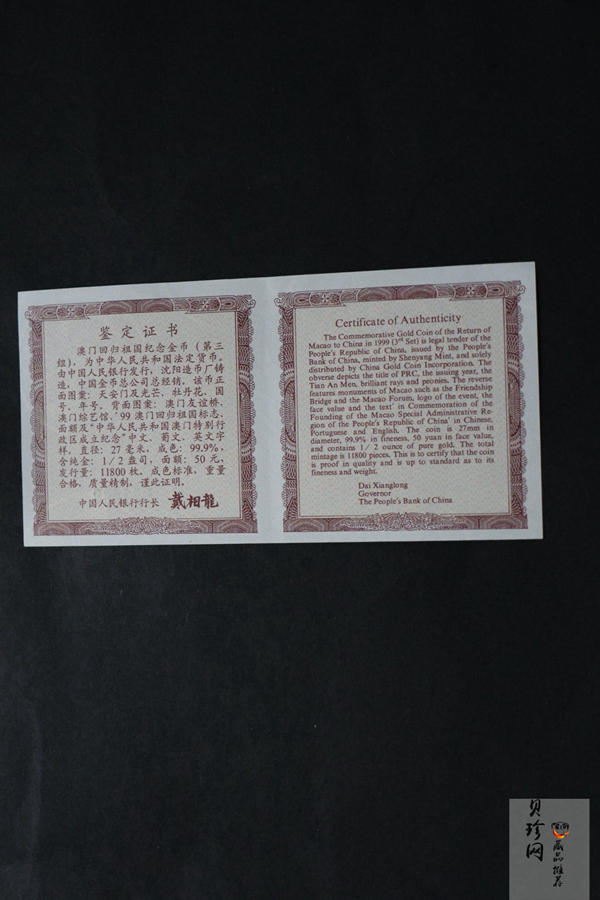 鉴定证书
澳门回归祖国纪念金币（第三
组），为中华人民共和国法定货币。
由中国人民银行发行，沈阳造币厂铸
造，中国金币总公司总经销。该币正
面图案：天安门及光芒、牡丹花、国
号、年号。背面图案：澳门友谊桥、
澳门综艺馆、’99澳门回归祖国标志、
面额及“中华人民共和国澳门特别行
政区成立纪念”中文、葡文、英文字
样。直径：27毫米，成色：99.9%，
含纯金：1/2盎司，面额：50元，
发行量：11800枚。成色标准，重量
合格，质量精制，谨此证明。
中国人民银行行长 戴相龍
Certificate of Authenticity
The Commemorative Gold Coin of the Return of
Macao to China in 1999 (3rd Set) is legal tender of the
People's Republic of China, issued by the People's
Bank of China, minted by Shenyang Mint, and solely
distributed by China Gold Coin Incorporation. The
obverse depicts the title of PRC, the issuing year, the
Tian An Men, brilliant rays and peonies. The reverse
features monuments of Macao such as the Friendship
Bridge and the Macao Forum, logo of the event, the
face value and the text' in Commemoration of the
Founding of the Macao Special Administrative Re-
gion of the People's Republic of China' in Chinese,
Portuguese and English. The coin is 27mm in
diameter, 99.9% in fineness, 50 yuan in face value,
and contains 1/2 ounce of pure gold. The total
mintage is 11800 pieces. This is to certify that the coin
is proof in quality and is up to standard as to its
fineness and weight.
Dai Xianglong
Governor
The People's Bank of China
贝珍网
藏品推荐